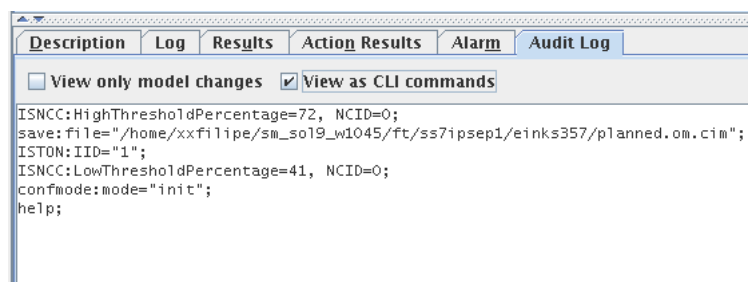 Description Log Results Action Results Alarm Audit Log
View only model changes View as CLI commands
ISNCC:HighThresholdPercentage=72, NCID=0;
save:file="/home/xxfilipe/sm_sol9_w1045/ft/ss7ipsep1/einks357/planned.om.cim";
ISTON:IID="1";
ISNCC:LowThresholdPercentage=41, NCID=0;
confmode:mode="init";
help;